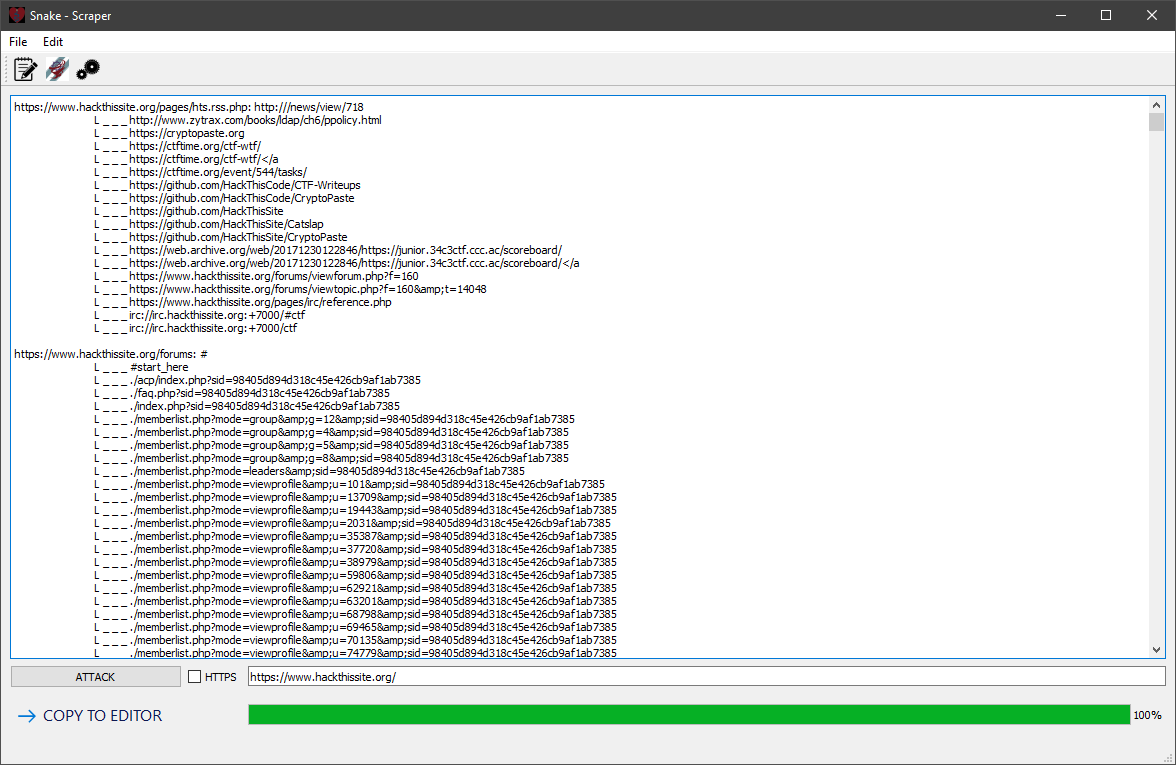 Snake - Scraper
File Edit
https://www.hackthissite.org/pages/hts.rss.php: http:///news/view/718
L _ _ _ http://www.zytrax.com/books/ldap/ch6/ppolicy.html
L _ _ _ https://cryptopaste.org
L _ _ _ https://ctftime.org/ctf-wtf/
L _ _ _ https://ctftime.org/ctf-wtf/</a
L _ _ _ https://ctftime.org/event/544/tasks/
L _ _ _ https://github.com/HackThisCode/CTF-Writeups
L _ _ _ https://github.com/HackThisCode/CryptoPaste
L _ _ _ https://github.com/HackThisSite
L _ _ _ https://github.com/HackThisSite/Catslap
L _ _ _ https://github.com/HackThisSite/CryptoPaste
L _ _ _ https://web.archive.org/web/20171230122846/https://junior.34c3ctf.ccc.ac/scoreboard/
L _ _ _ https://web.archive.org/web/20171230122846/https://junior.34c3ctf.ccc.ac/scoreboard/</a
L _ _ _ https://www.hackthissite.org/forums/viewforum.php?f=160
L _ _ _ https://www.hackthissite.org/forums/viewtopic.php?f=160&amp;t=14048
L _ _ _ https://www.hackthissite.org/pages/irc/reference.php
L _ _ _ irc://irc.hackthissite.org:+7000/#ctf
L _ _ _ irc://irc.hackthissite.org:+7000/ctf
https://www.hackthissite.org/forums: #
L _ _ _ #start_here
L _ _ _ ./acp/index.php?sid=98405d894d318c45e426cb9af1ab7385
L _ _ _ ./faq.php?sid=98405d894d318c45e426cb9af1ab7385
L _ _ _ ./index.php?sid=98405d894d318c45e426cb9af1ab7385
L _ _ _ ./memberlist.php?mode=group&amp;g=12&amp;sid=98405d894d318c45e426cb9af1ab7385
L _ _ _ ./memberlist.php?mode=group&amp;g=4&amp;sid=98405d894d318c45e426cb9af1ab7385
L _ _ _ ./memberlist.php?mode=group&amp;g=5&amp;sid=98405d894d318c45e426cb9af1ab7385
L _ _ _ ./memberlist.php?mode=group&amp;g=8&amp;sid=98405d894d318c45e426cb9af1ab7385
L _ _ _ ./memberlist.php?mode=leaders&amp;sid=98405d894d318c45e426cb9af1ab7385
L _ _ _ ./memberlist.php?mode=viewprofile&amp;u=101&amp;sid=98405d894d318c45e426cb9af1ab7385
L _ _ _ ./memberlist.php?mode=viewprofile&amp;u=13709&amp;sid=98405d894d318c45e426cb9af1ab7385
L _ _ _ ./memberlist.php?mode=viewprofile&amp;u=19443&amp;sid=98405d894d318c45e426cb9af1ab7385
L _ _ _ ./memberlist.php?mode=viewprofile&amp;u=2031&amp;sid=98405d894d318c45e426cb9af1ab7385
L _ _ _ ./memberlist.php?mode=viewprofile&amp;u=35387&amp;sid=98405d894d318c45e426cb9af1ab7385
L _ _ _ ./memberlist.php?mode=viewprofile&amp;u=37720&amp;sid=98405d894d318c45e426cb9af1ab7385
L _ _ _ ./memberlist.php?mode=viewprofile&amp;u=38979&amp;sid=98405d894d318c45e426cb9af1ab7385
L _ _ _ ./memberlist.php?mode=viewprofile&amp;u=59806&amp;sid=98405d894d318c45e426cb9af1ab7385
L _ _ _ ./memberlist.php?mode=viewprofile&amp;u=62921&amp;sid=98405d894d318c45e426cb9af1ab7385
L _ _ _ ./memberlist.php?mode=viewprofile&amp;u=63201&amp;sid=98405d894d318c45e426cb9af1ab7385
L _ _ _ ./memberlist.php?mode=viewprofile&amp;u=68798&amp;sid=98405d894d318c45e426cb9af1ab7385
L _ _ _ ./memberlist.php?mode=viewprofile&amp;u=69465&amp;sid=98405d894d318c45e426cb9af1ab7385
L _ _ _ ./memberlist.php?mode=viewprofile&amp;u=70135&amp;sid=98405d894d318c45e426cb9af1ab7385
L _ _ _ ./memberlist.php?mode=viewprofile&amp;u=74779&amp;sid=98405d894d318c45e426cb9af1ab7385
ATTACK HTTPS https://www.hackthissite.org/
COPY TO EDITOR 100%